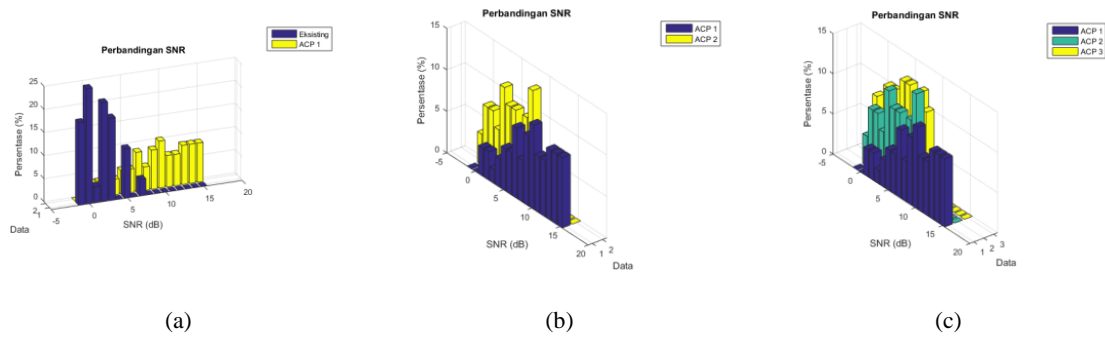 Perbandingan SNR
Eksisting
ACP 1
Persentase (%)
25
20
15
10
5
0
2
1
-5
0
5
10
15
20
Data
SNR (dB)
(a)
Perbandingan SNR
ACP 1
ACP 2
Persentase (%)
15
10
5
0
-5
0
5
10
15
20
1
2
SNR (dB)
Data
(b)
Perbandingan SNR
ACP 1
ACP 2
ACP 3
Persentase (%)
15
10
5
0
-5
0
5
10
15
20
1
2
3
SNR (dB)
Data
(c)